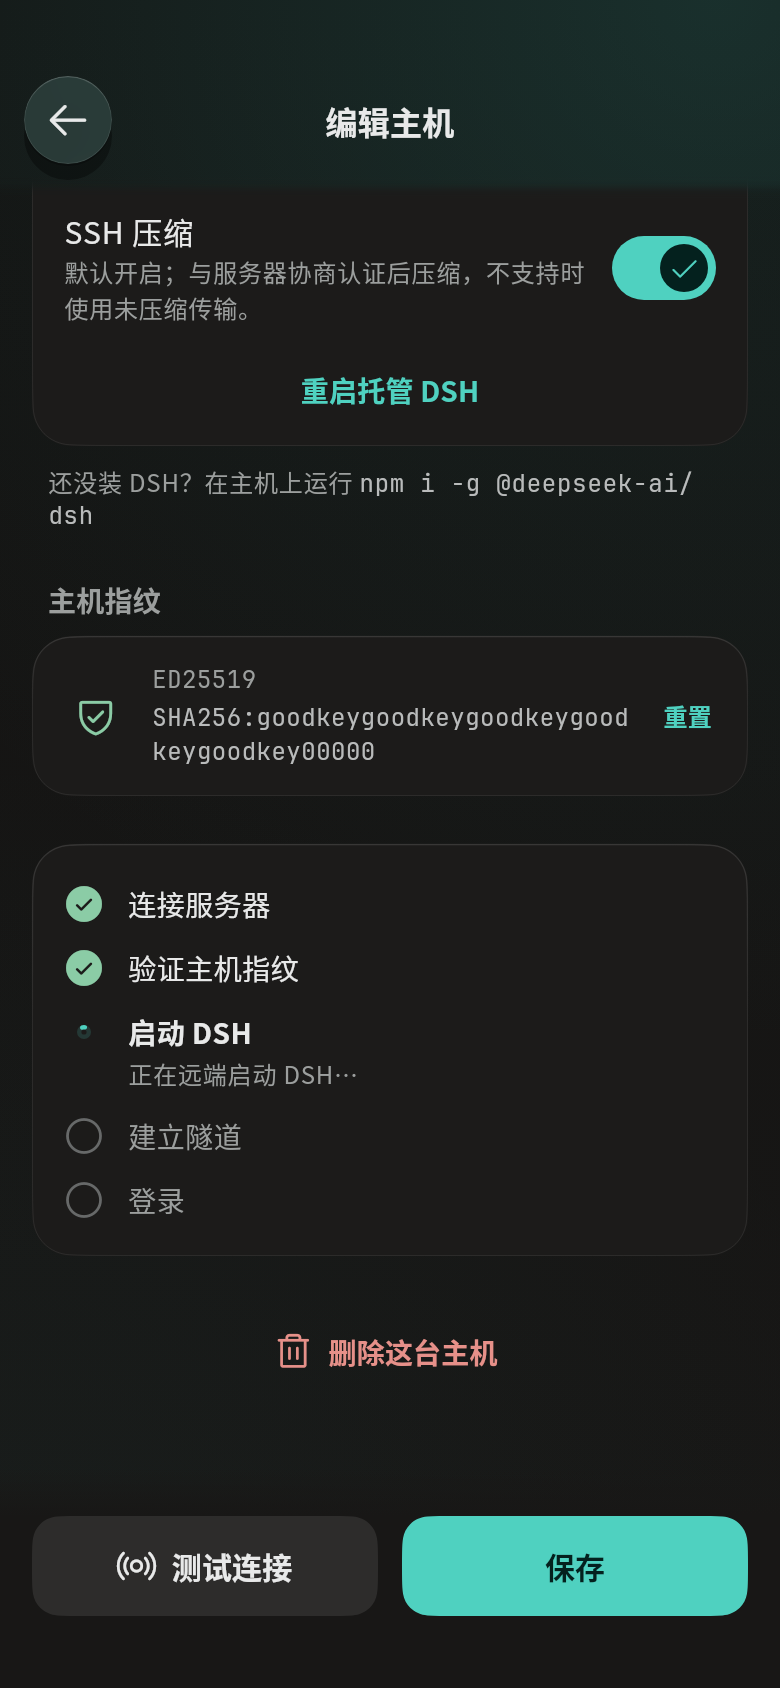 编辑主机
SSH 压缩
默认开启；与服务器协商认证后压缩，不支持时
使用未压缩传输。
重启托管 DSH
还没装 DSH？在主机上运行 npm i -g @deepseek-ai/
dsh
主机指纹
ED25519
SHA256:goodkeygoodkeygoodkeygood
keygoodkey00000
重置
连接服务器
验证主机指纹
启动 DSH
正在远端启动 DSH…
建立隧道
登录
删除这台主机
测试连接
保存